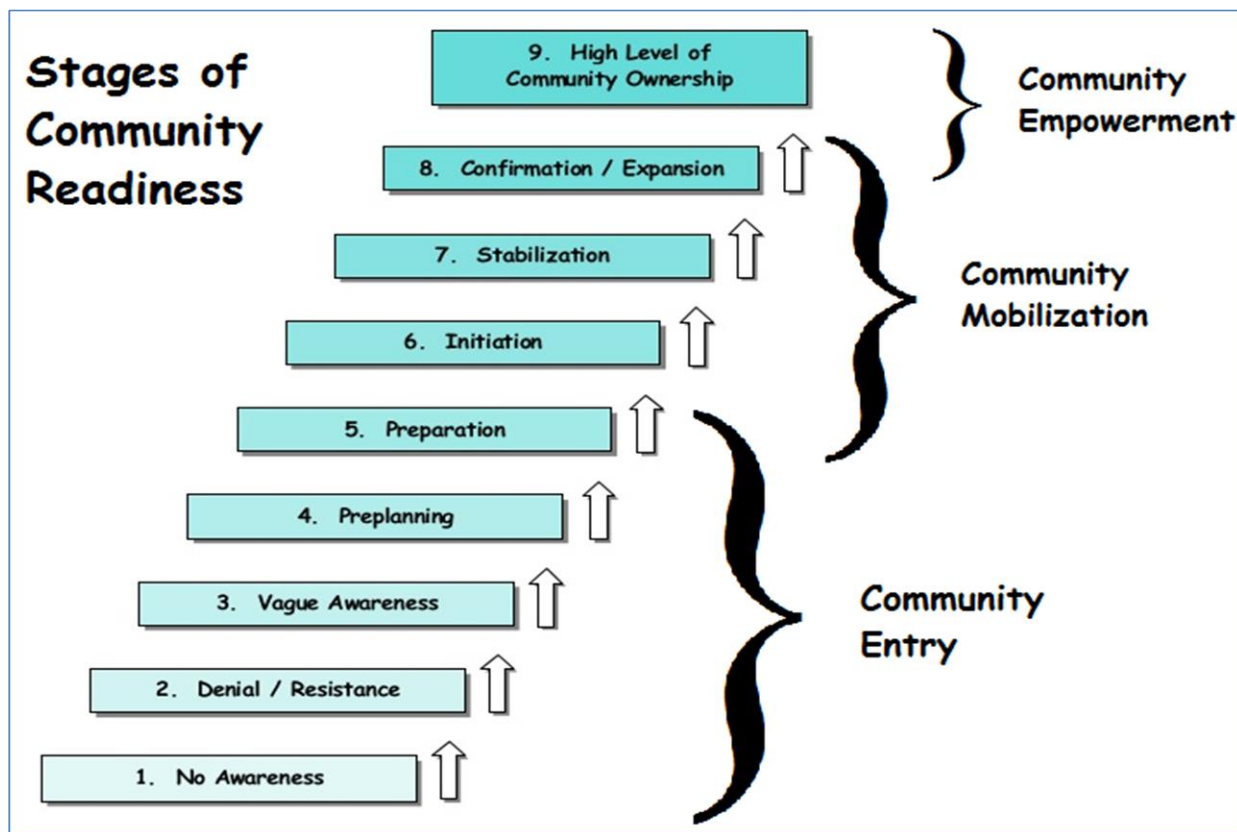 Stages of
Community
Readiness
9. High Level of
Community Ownership
Community
Empowerment
8. Confirmation / Expansion
7. Stabilization
Community
Mobilization
6. Initiation
5. Preparation
4. Preplanning
3. Vague Awareness
Community
Entry
2. Denial / Resistance
1. No Awareness